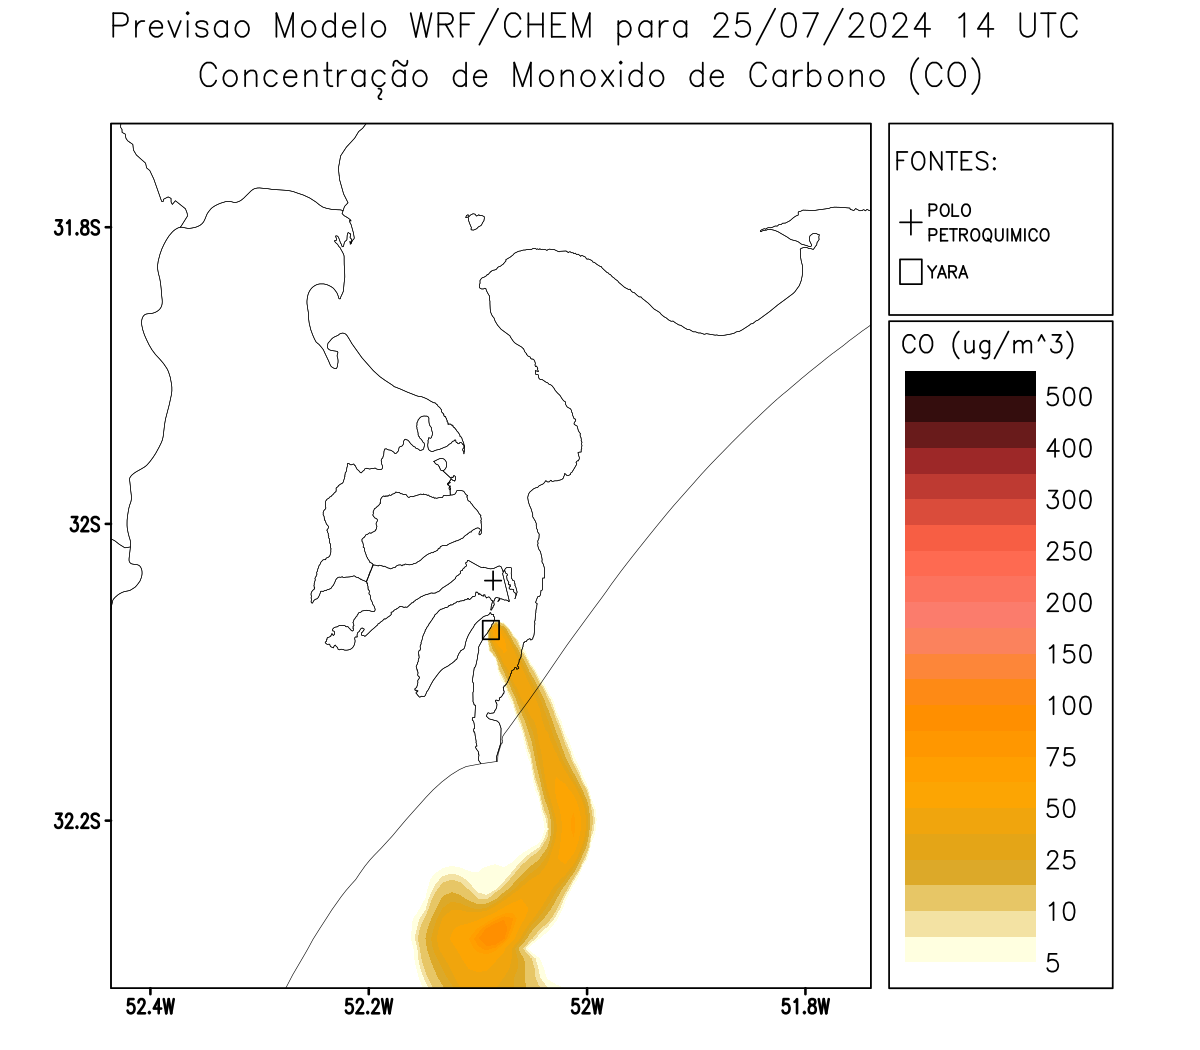 Previsao Modelo WRF/CHEM para 25/07/2024 14 UTC
Concentração de Monoxido de Carbono (CO)
FONTES:
POLO
PETROQUIMICO
YARA
CO (ug/m^3)
500
400
300
250
200
150
100
75
50
25
10
5
31.8S
32S
32.2S
52.4W
52.2W
52W
51.8W